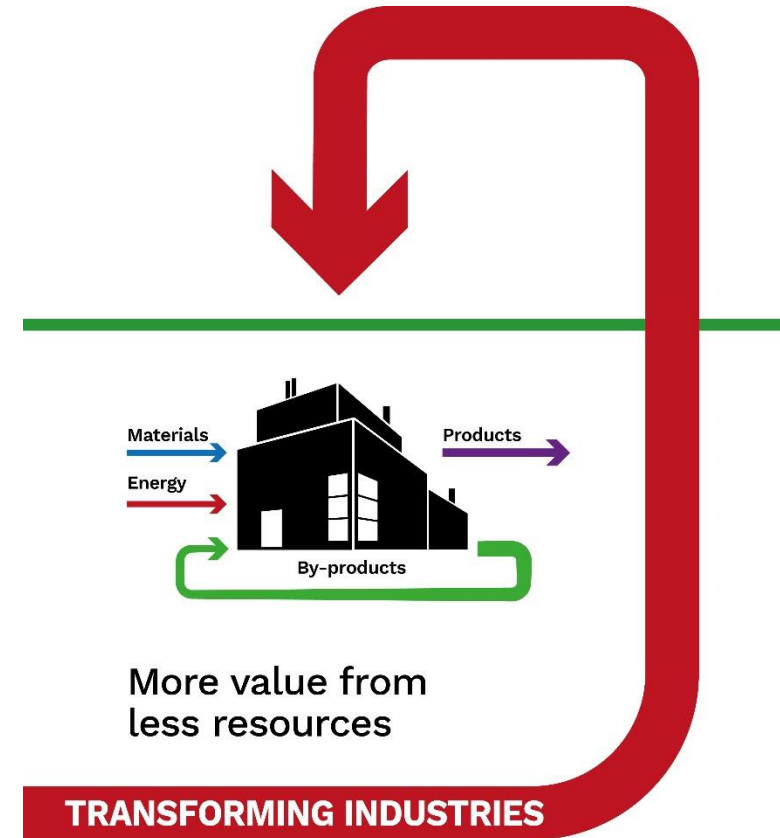 Materials
Products
Energy
By-products
More value from
less resources
TRANSFORMING INDUSTRIES